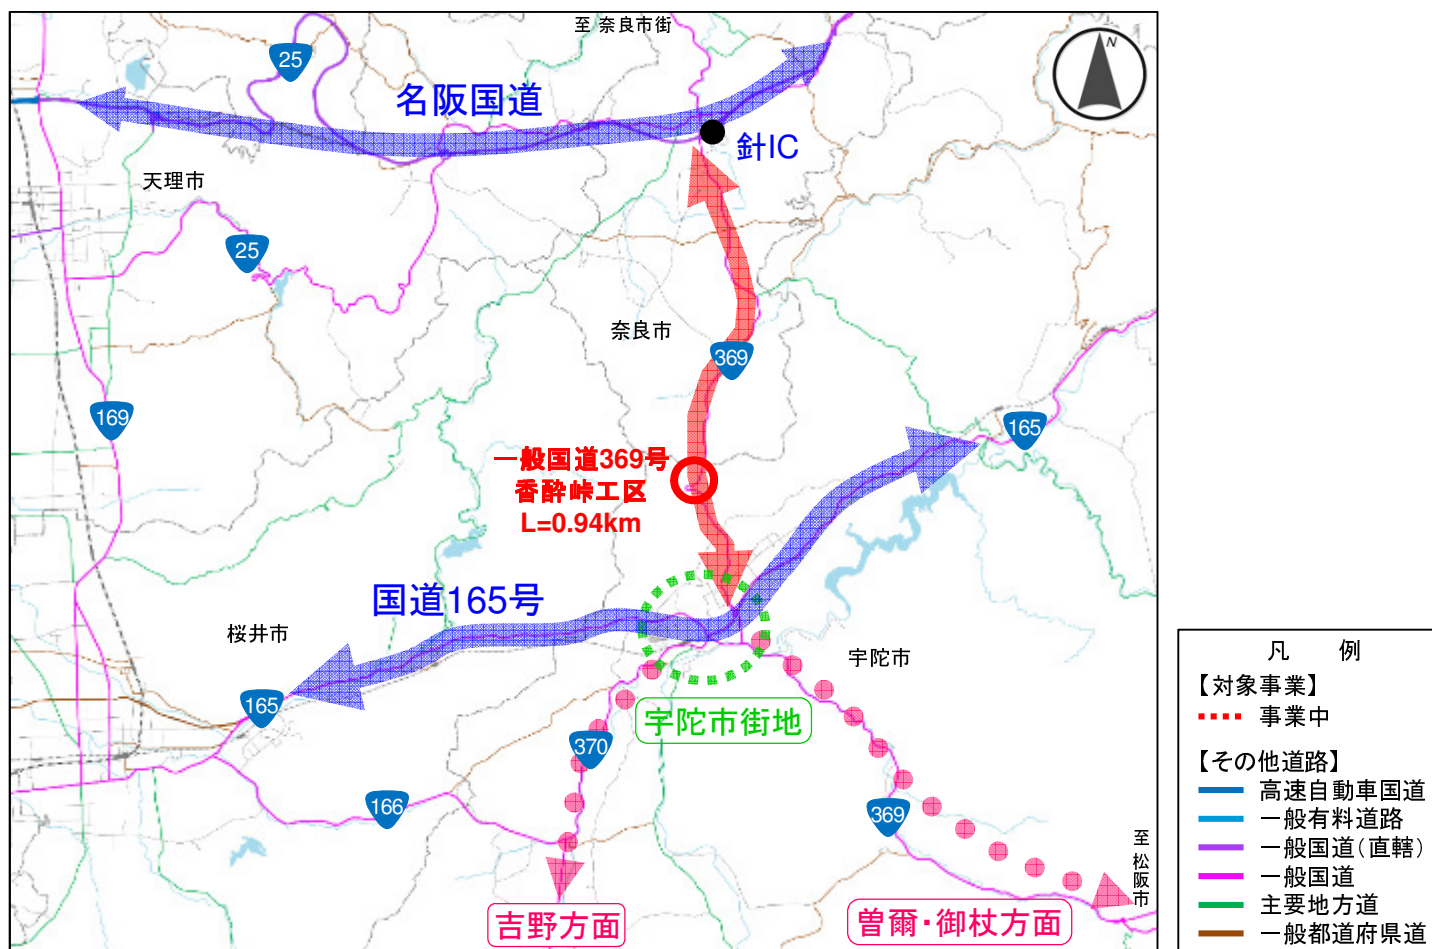 至 奈良市街
N
25
名阪国道
針IC
天理市
25
奈良市
369
169
165
一般国道369号
香酔峠工区
L=0.94km
国道165号
桜井市
宇陀市
165
宇陀市街地
370
166
369
至 松阪市
吉野方面
曽爾・御杖方面
凡 例
【対象事業】
事業中
【その他道路】
高速自動車国道
一般有料道路
一般国道(直轄)
一般国道
主要地方道
一般都道府県道